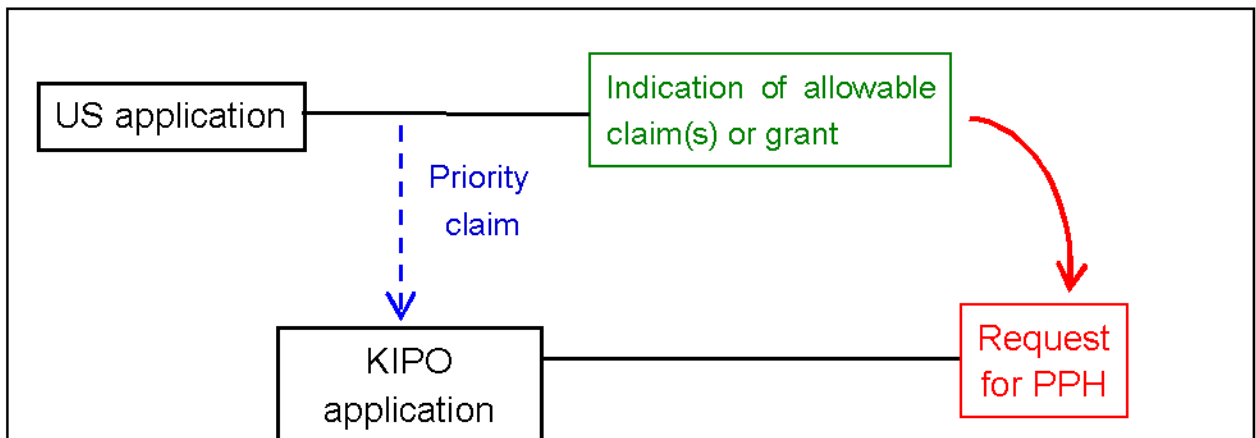 US application
Indication of allowable
claim(s) or grant
Priority
claim
KIPO
application
Request
for PPH